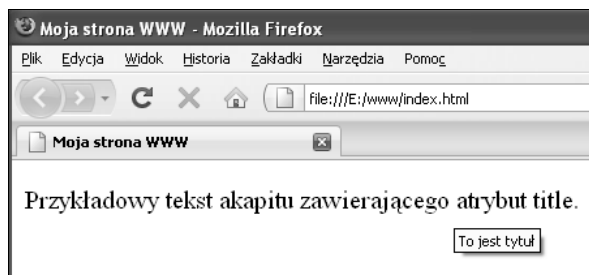 Moja strona WWW - Mozilla Firefox
Plik Edycja Widok Historia Zakładki Narzędzia Pomoc
file:///E:/www/index.html
Moja strona WWW
Przykładowy tekst akapitu zawierającego atrybut title.
To jest tytuł